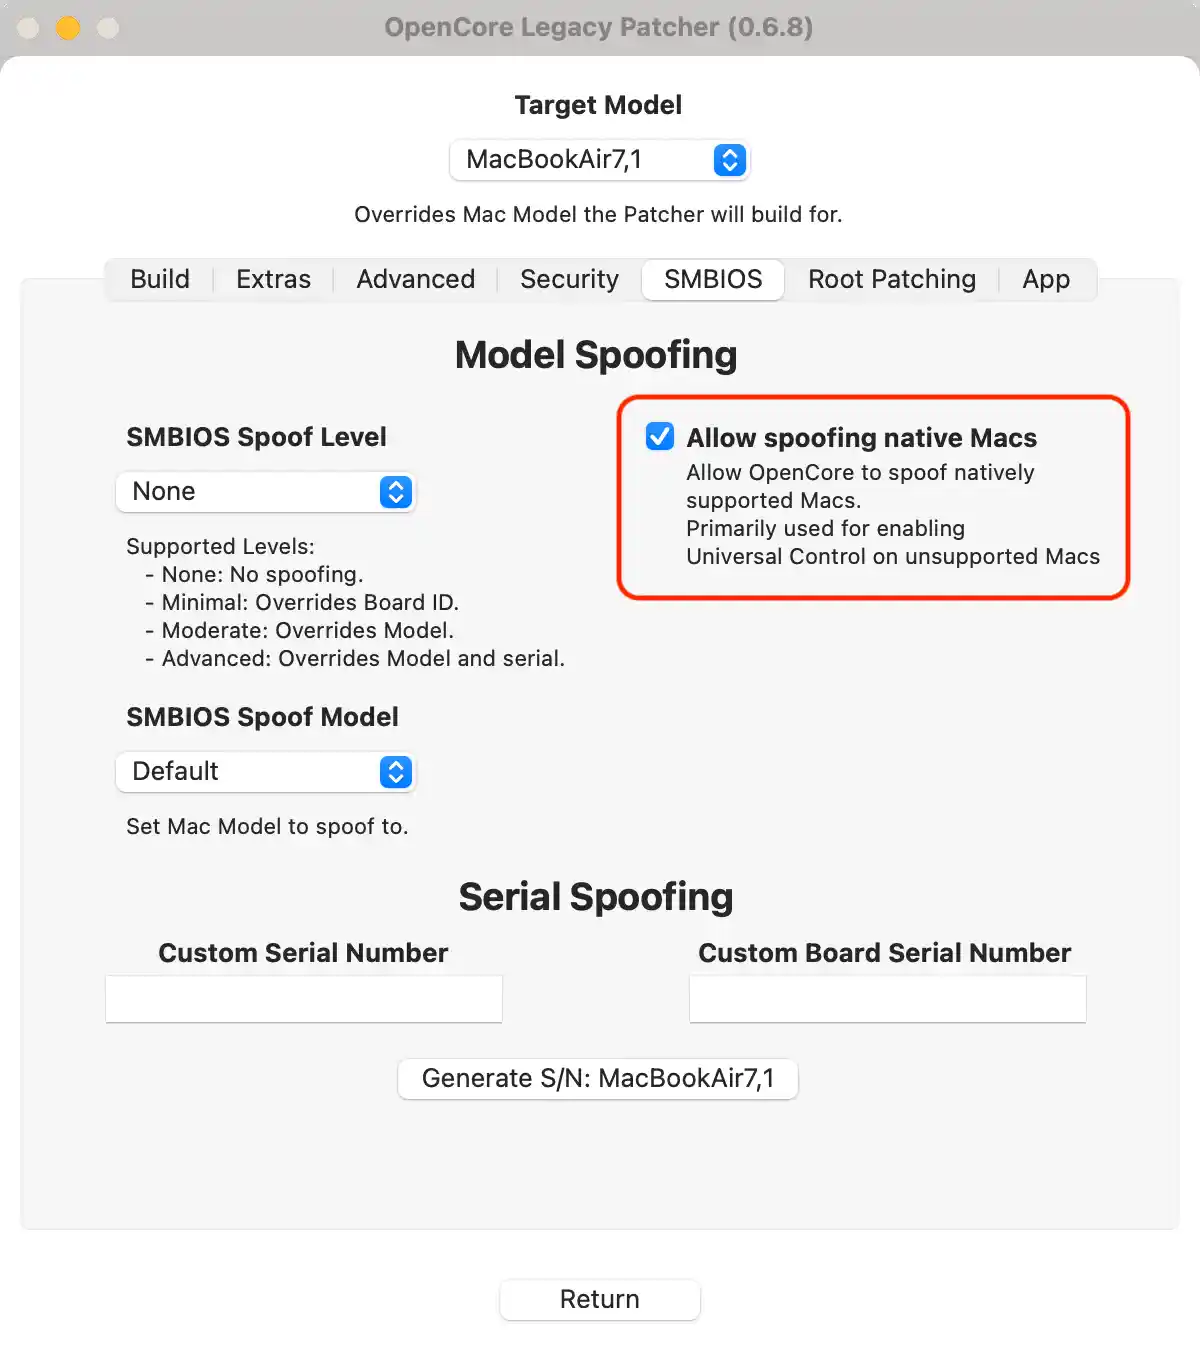 OpenCore Legacy Patcher (0.6.8)
Target Model
MacBookAir7,1
Overrides Mac Model the Patcher will build for.
Build Extras Advanced Security SMBIOS Root Patching App
Model Spoofing
SMBIOS Spoof Level
None
Supported Levels:
- None: No spoofing.
- Minimal: Overrides Board ID.
- Moderate: Overrides Model.
- Advanced: Overrides Model and serial.
Allow spoofing native Macs
Allow OpenCore to spoof natively
supported Macs.
Primarily used for enabling
Universal Control on unsupported Macs
SMBIOS Spoof Model
Default
Set Mac Model to spoof to.
Serial Spoofing
Custom Serial Number
Custom Board Serial Number
Generate S/N: MacBookAir7,1
Return